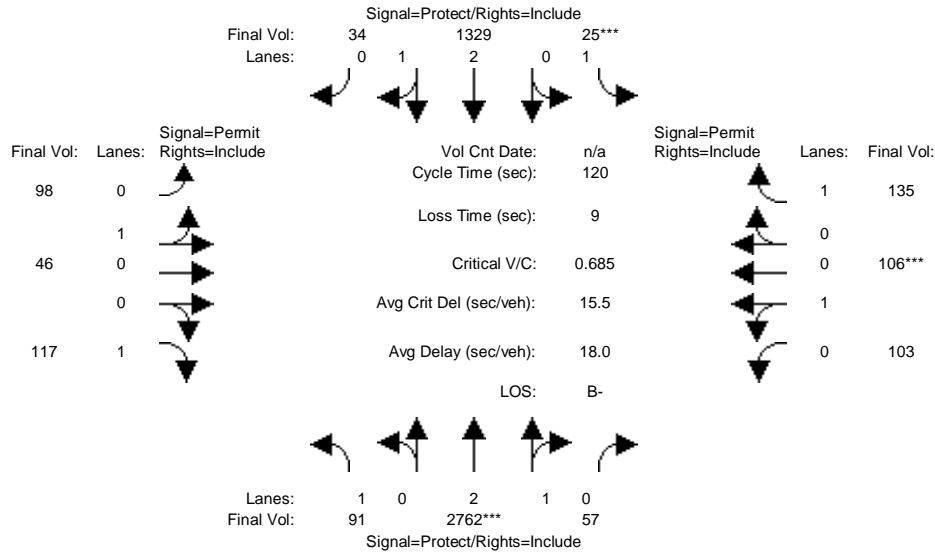 Signal=Protect/Rights=Include
Final Vol: 34 1329 25***
Lanes: 0 1 2 0 1
Signal=Permit
Final Vol: Lanes: Rights=Include
Vol Cnt Date: n/a
Signal=Permit
Rights=Include Lanes: Final Vol:
Cycle Time (sec): 120
98 0
1 135
Loss Time (sec): 9
1
0
46 0
Critical V/C: 0.685
0 106***
0
Avg Crit Del (sec/veh): 15.5
1
117 1
Avg Delay (sec/veh): 18.0
0 103
LOS: B-
Lanes: 1 0 2 1 0
Final Vol: 91 2762*** 57
Signal=Protect/Rights=Include